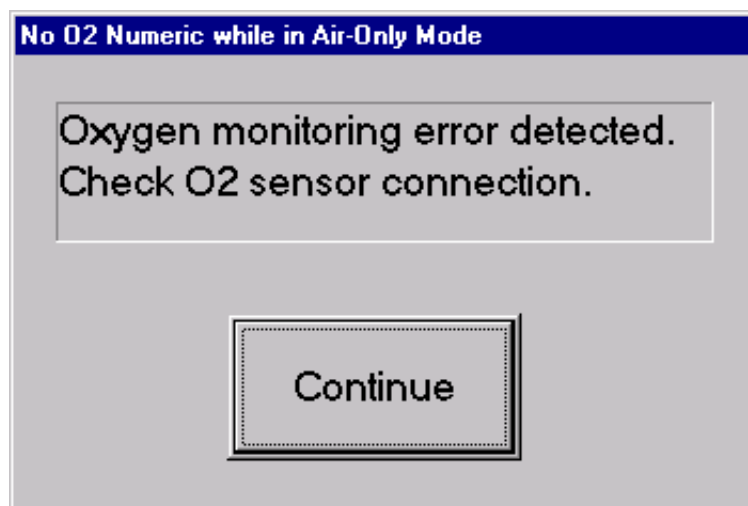 No O2 Numeric while in Air-Only Mode
Oxygen monitoring error detected.
Check O2 sensor connection.
Continue